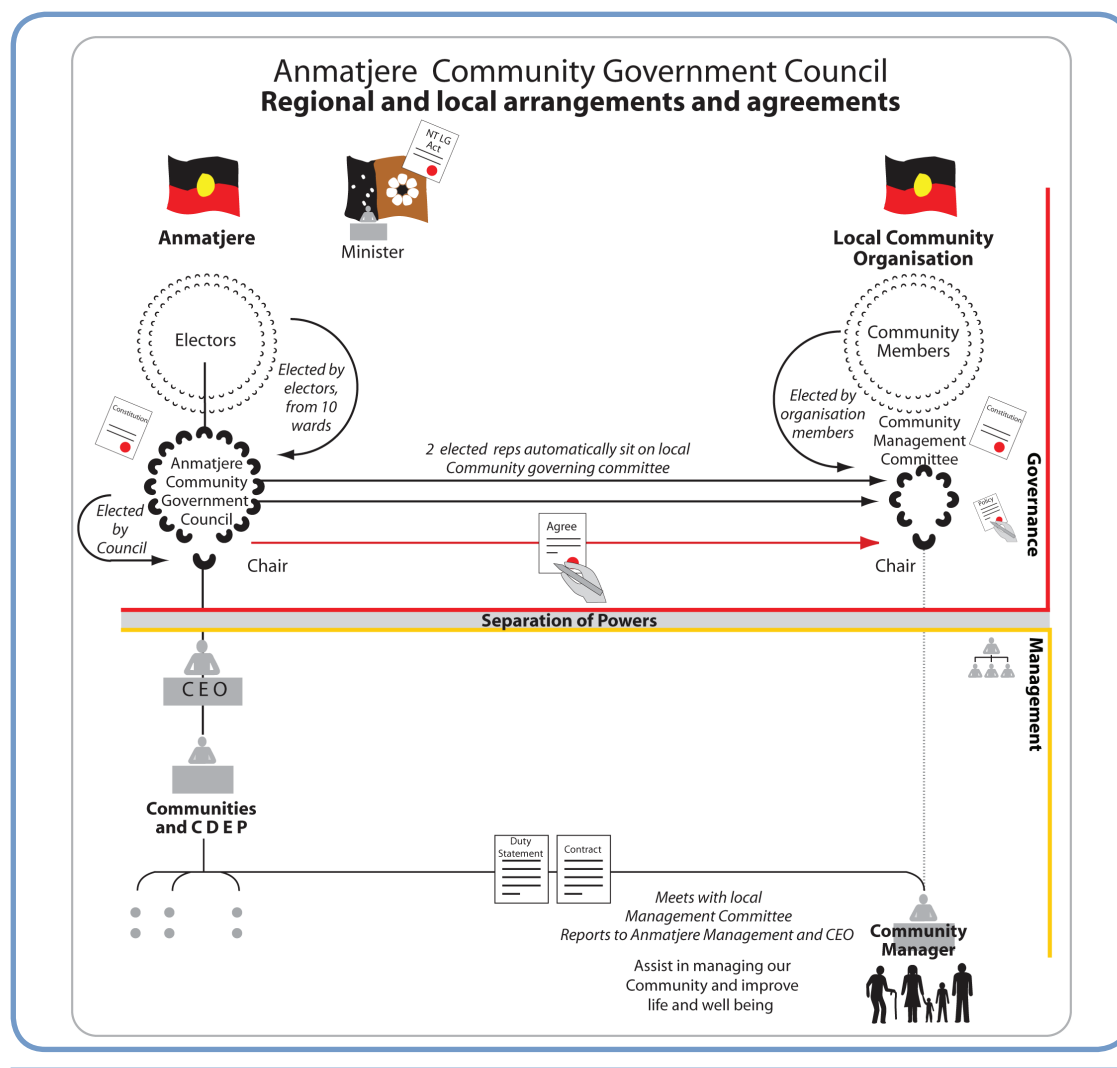 Anmatjere Community Government Council
Regional and local arrangements and agreements
NT LG
Act
Anmatjere
Minister
Local Community
Organisation
Electors
Elected by
electors,
from 10
wards
Community
Members
Elected by
organisation
members
Constitution
Anmatjere
Community
Government
Council
Elected
by
Council
Chair
2 elected reps automatically sit on local
Community governing committee
Agree
Community
Management
Committee
Constitution
Policy
Chair
Governance
Separation of Powers
Management
C E O
Communities
and C D E P
Duty
Statement
Contract
Meets with local
Management Committee
Reports to Anmatjere Management and CEO
Assist in managing our
Community and improve
life and well being
Community
Manager